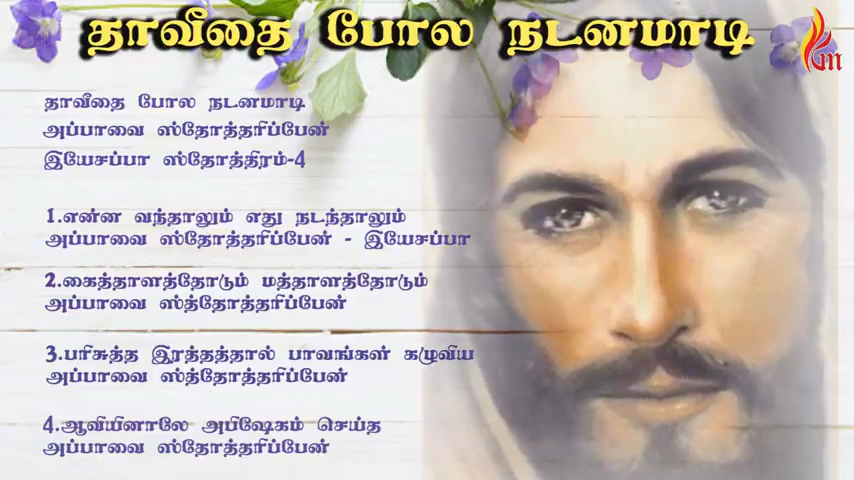 தாவீதை போல நடனமாடி
தாவீதை போல நடனமாடி
அப்பாவை ஸ்தோத்தரிப்பேன்
இயேசப்பா ஸ்தோத்திரம்-4
1.என்ன வந்தாலும் எது நடந்தாலும்
அப்பாவை ஸ்தோத்தரிப்பேன் - இயேசப்பா
2.கைத்தாளத்தோடும் மத்தாளத்தோடும்
அப்பாவை ஸ்த்தோத்தரிப்பேன்
3.பரிசுத்த இரத்தத்தால் பாவங்கள் கழுவிய
அப்பாவை ஸ்த்தோத்தரிப்பேன்
4.ஆவியினாலே அபிஷேகம் செய்த
அப்பாவை ஸ்தோத்தரிப்பேன்